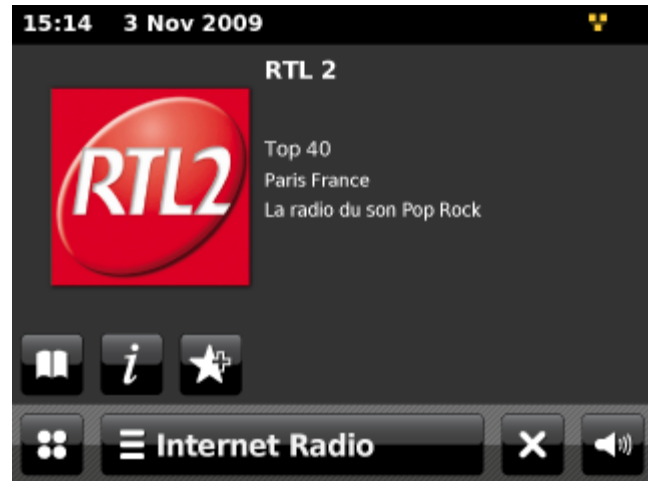 15:14 3 Nov 2009
RTL 2
RTL2
Top 40
Paris France
La radio du son Pop Rock
i
Internet Radio